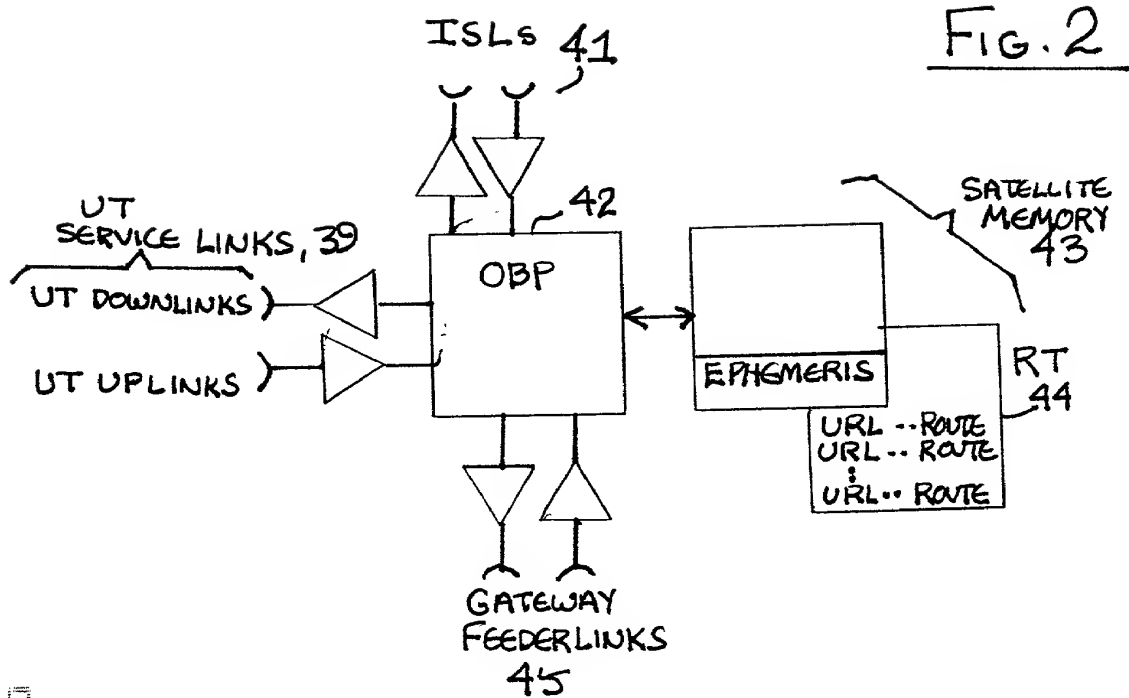 FIG. 2
ISLs 41
SATELLITE
MEMORY
43
UT
SERVICE LINKS, 39
42
OBP
UT DOWNLINKS
UT UPLINKS
EPHEMERIS
RT
44
URL ·· ROUTE
URL ·· ROUTE
⋮
URL ·· ROUTE
GATEWAY
FEEDERLINKS
45